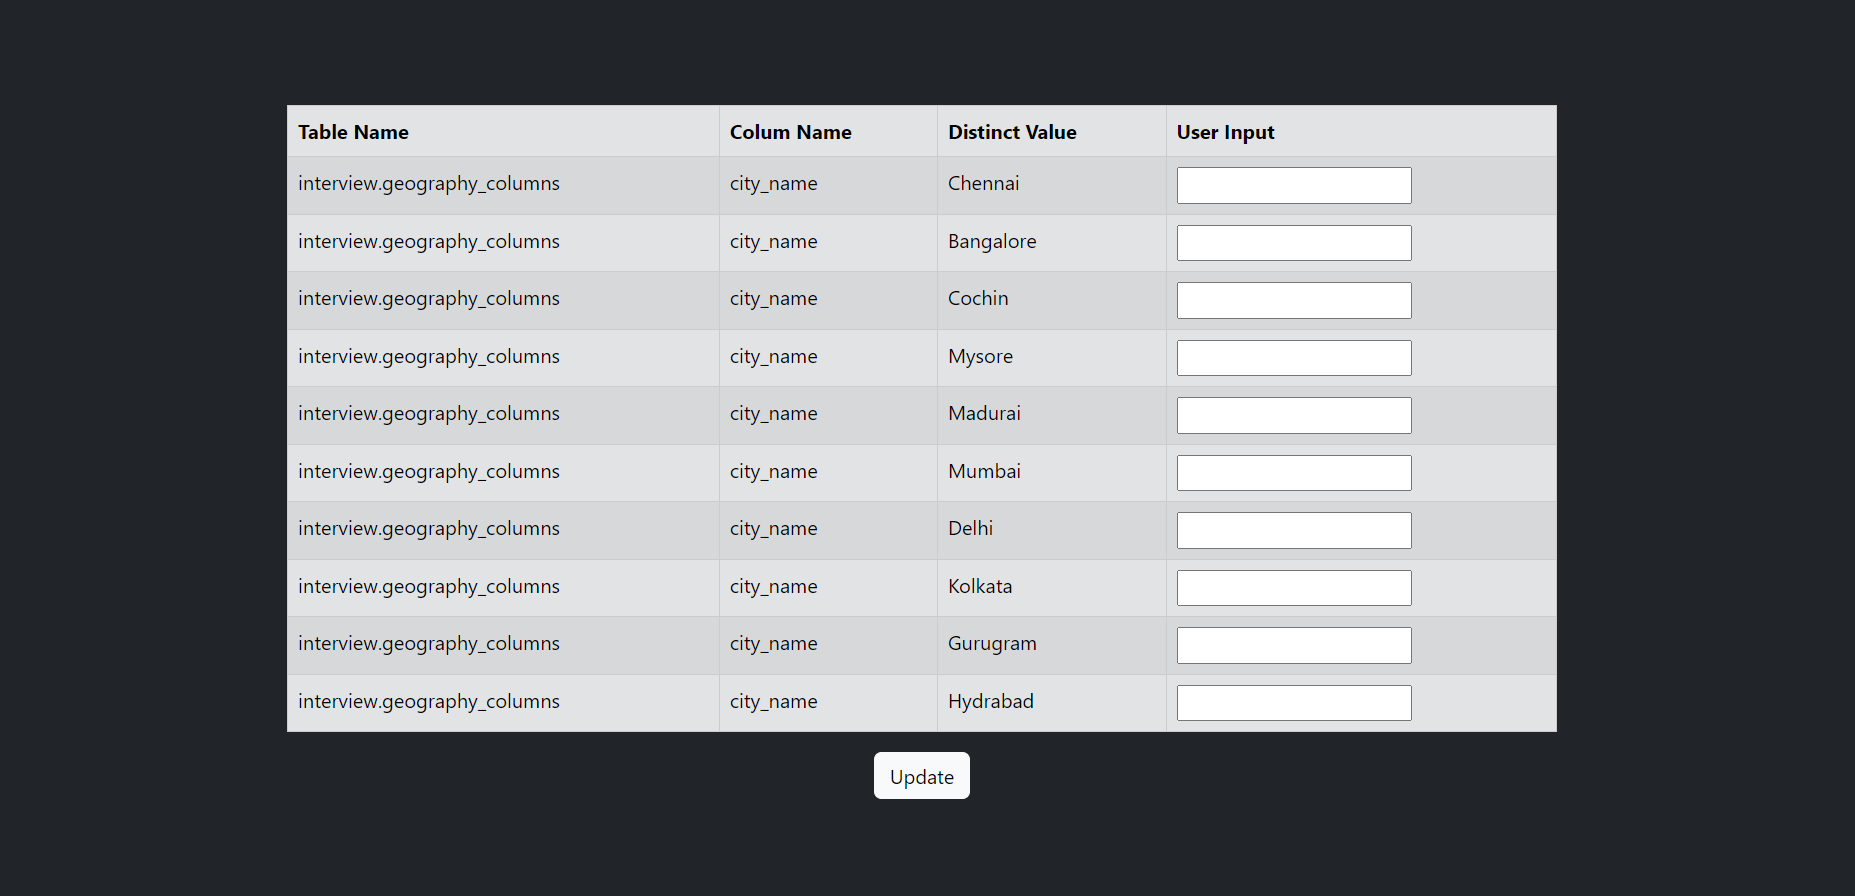 Table Name Colum Name Distinct Value User Input
interview.geography_columns city_name Chennai
interview.geography_columns city_name Bangalore
interview.geography_columns city_name Cochin
interview.geography_columns city_name Mysore
interview.geography_columns city_name Madurai
interview.geography_columns city_name Mumbai
interview.geography_columns city_name Delhi
interview.geography_columns city_name Kolkata
interview.geography_columns city_name Gurugram
interview.geography_columns city_name Hydrabad
Update